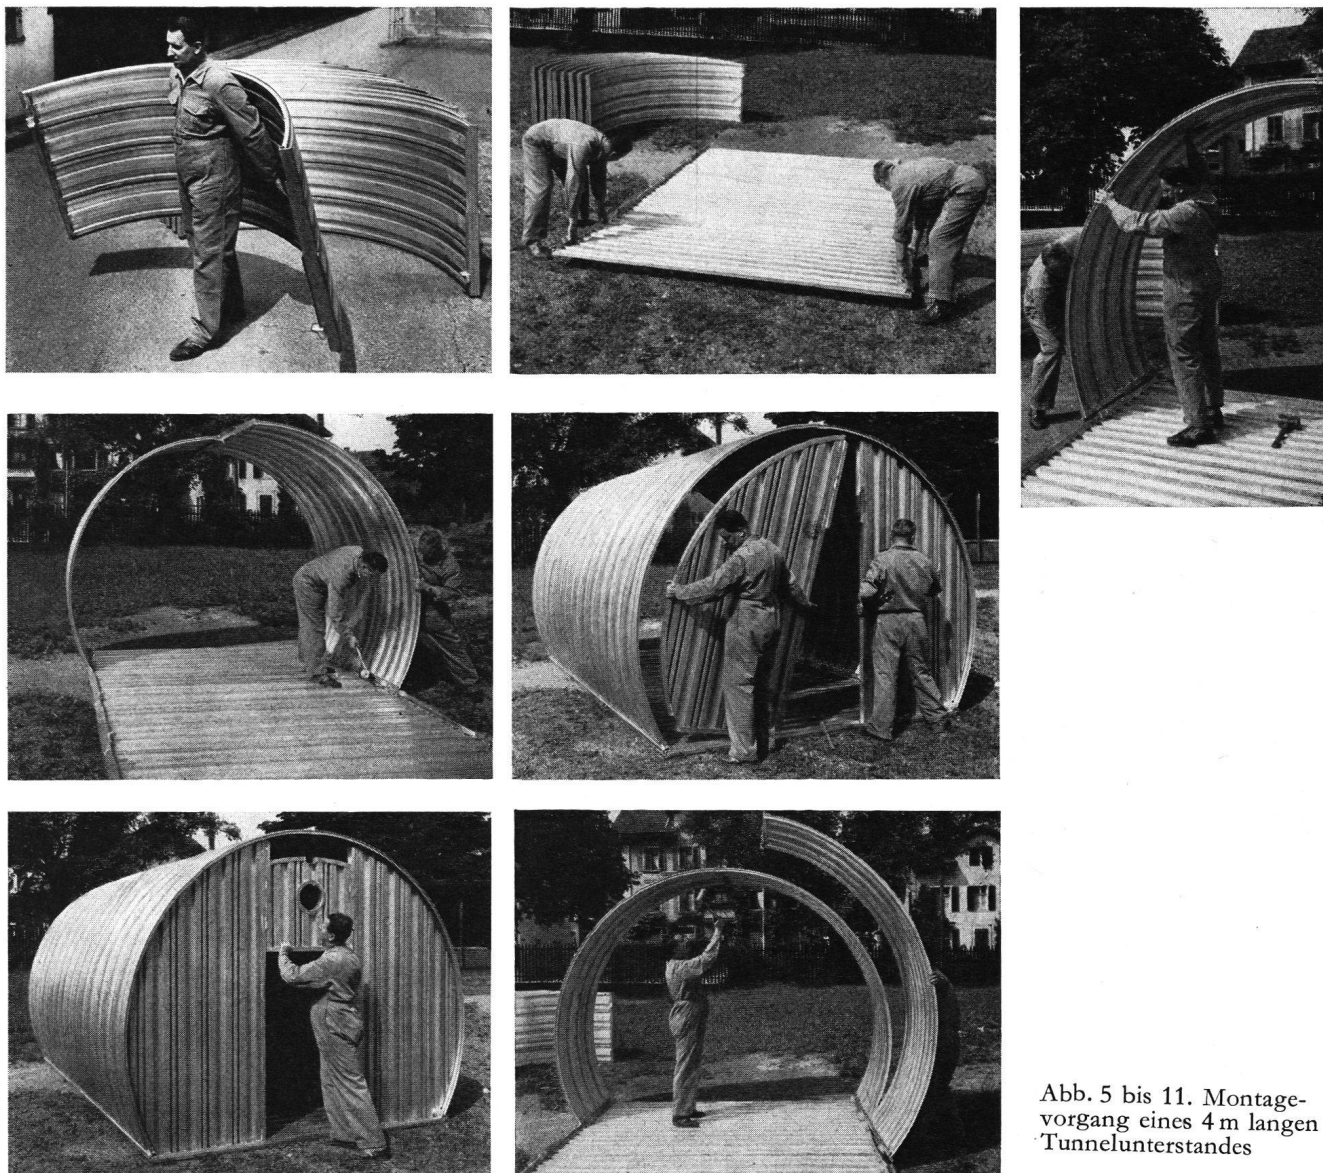 Abb. 5 bis 11. Montage-
vorgang eines 4 m langen
Tunnelunterstandes